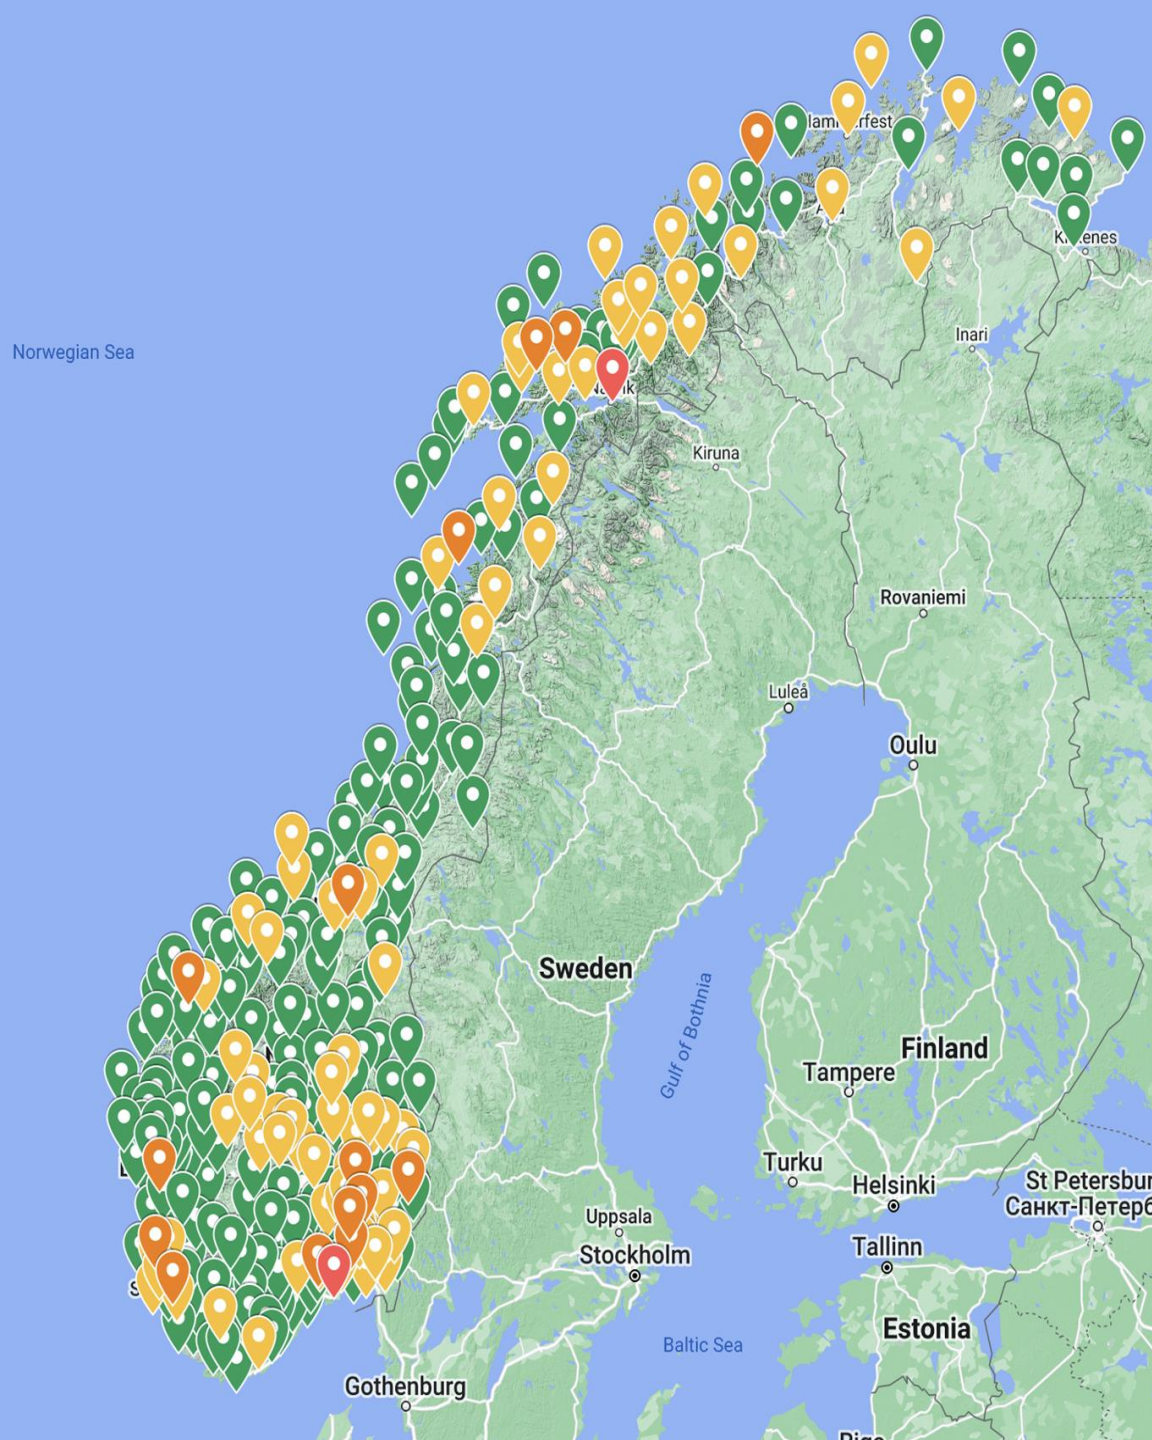 Norwegian Sea
Inari
Kiruna
Rovaniemi
Luleå
Oulu
Sweden
Gulf of Bothnia
Finland
Tampere
Turku
Helsinki
St Petersbur
Санкт-Петерб
Uppsala
Stockholm
Tallinn
Estonia
Baltic Sea
Gothenburg